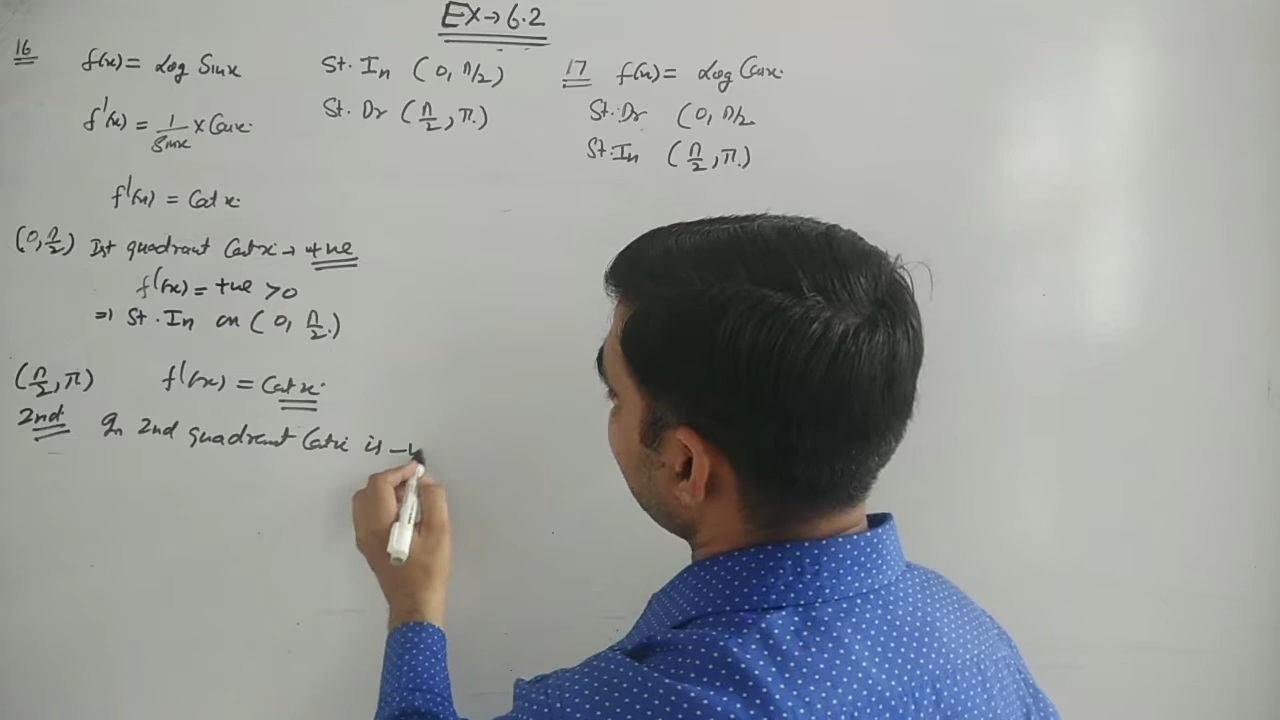 EX→6.2
16 f(x) = Log Sinx
f'(x) = 1/Sinx × Cosx.
f'(x) = Cot x.
St. In (0, π/2)
St. Dr (π/2, π.)
(0, π/2) Ist quadrant Cotx → +ve
f'(x) = +ve >0
⇒ St. In on (0, π/2.)
(π/2, π) f'(x) = Cotx.
2nd In 2nd quadrant Cotx is -v
17 f(x) = Log Cosx.
St. Dr (0, π/2
St. In (π/2, π.)